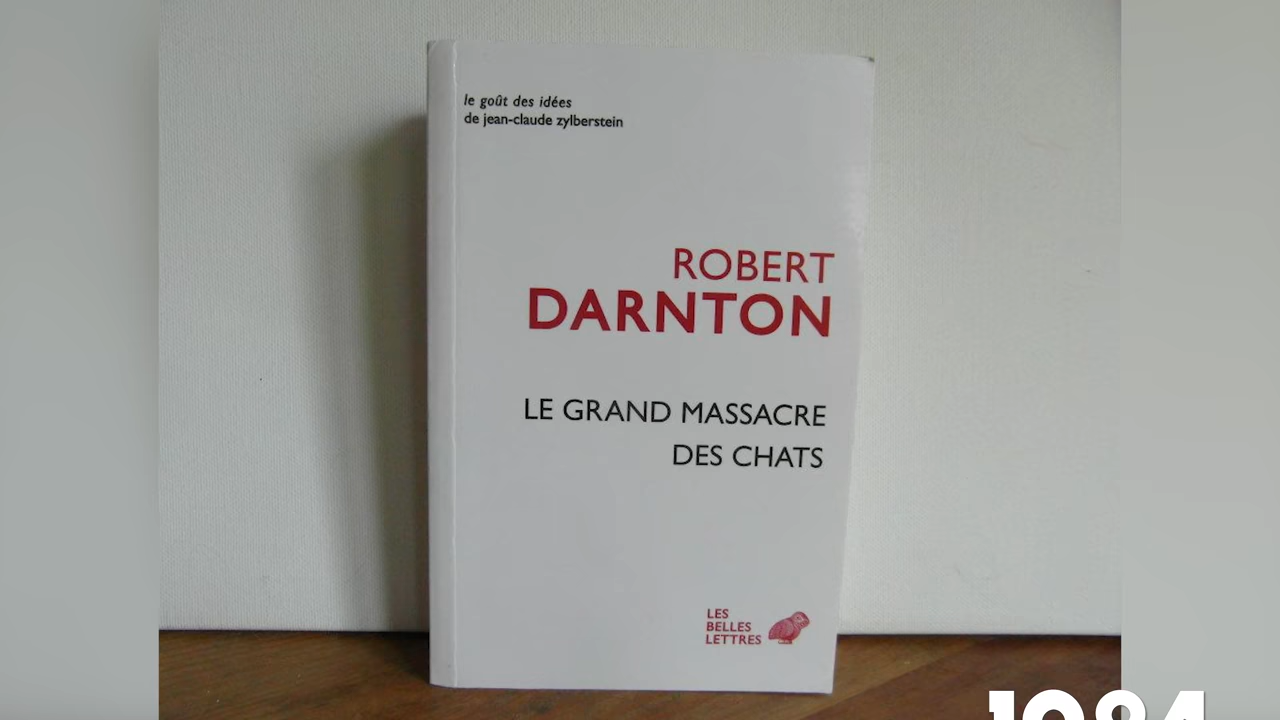 le goût des idées
de jean-claude zylberstein
ROBERT
DARNTON
LE GRAND MASSACRE
DES CHATS
LES
BELLES
LETTRES